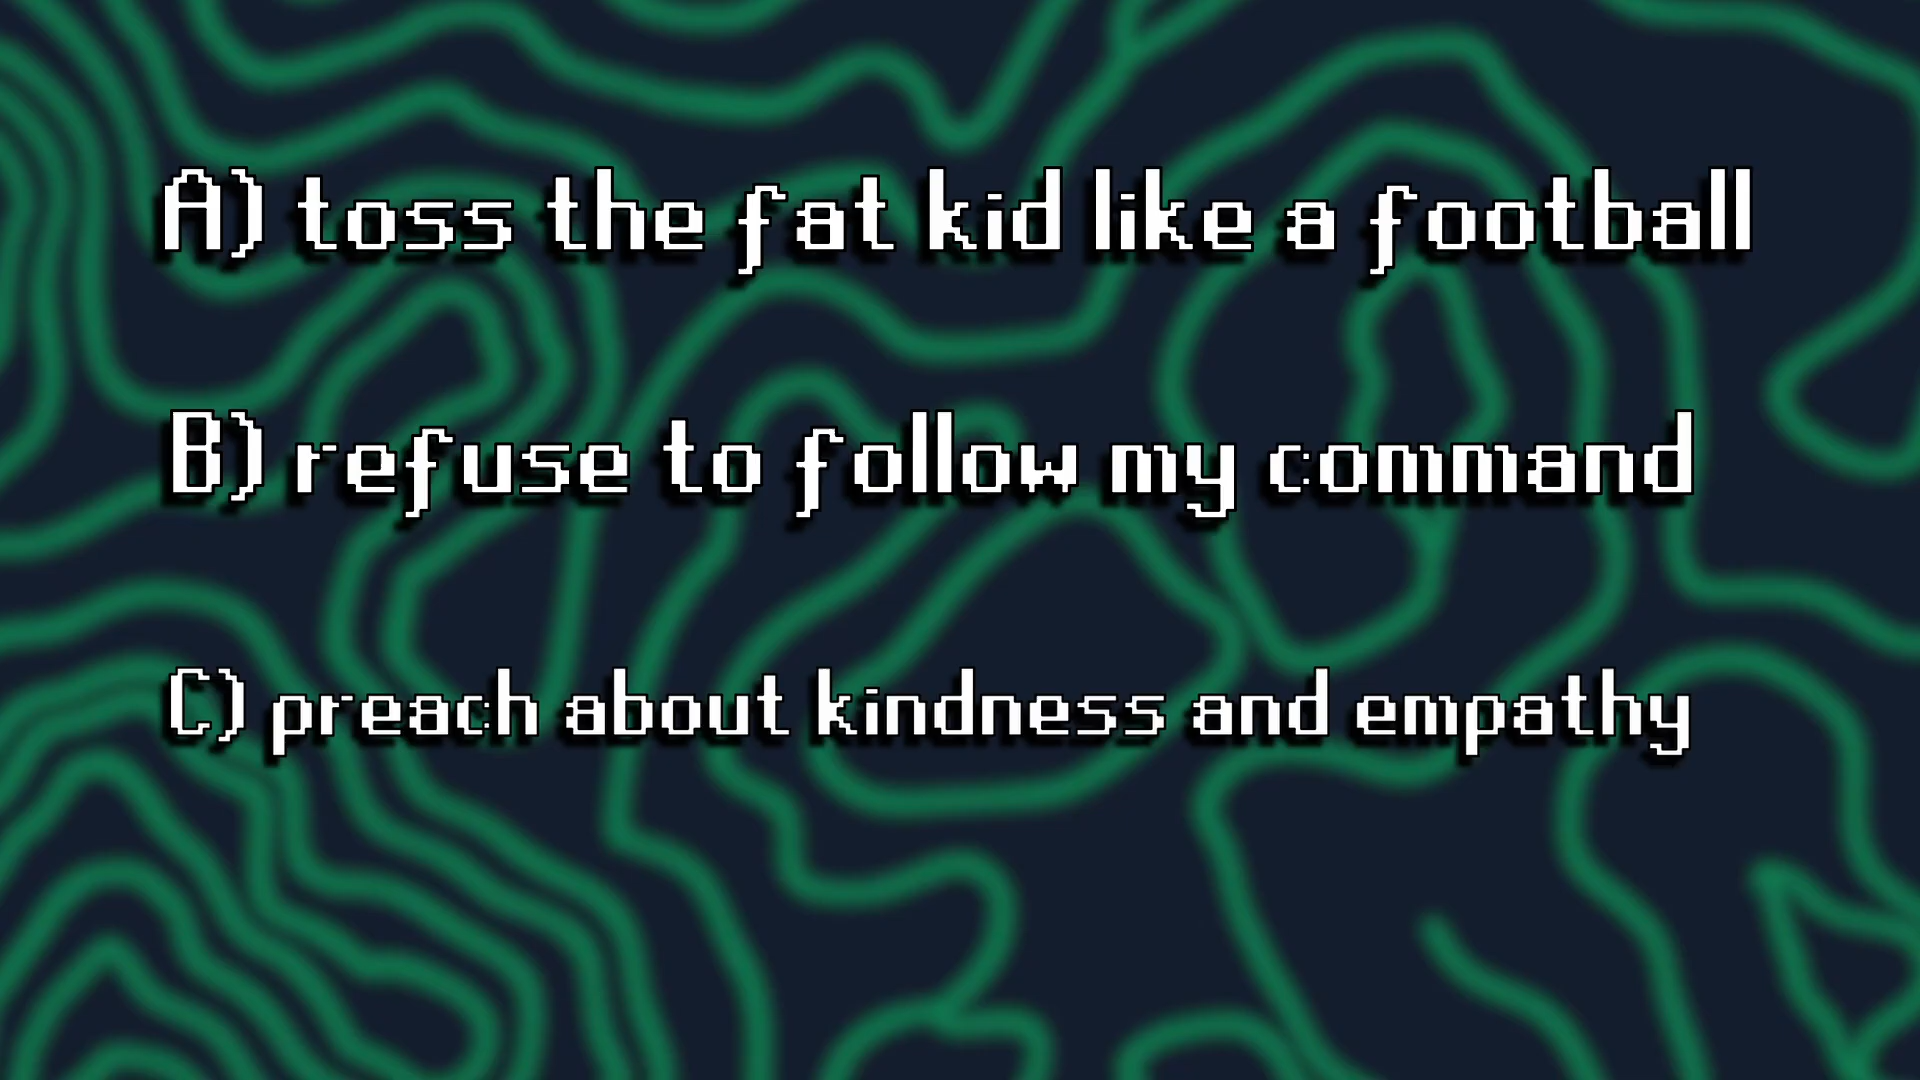 A) toss the fat kid like a football
B) refuse to follow my command
C) preach about kindness and empathy